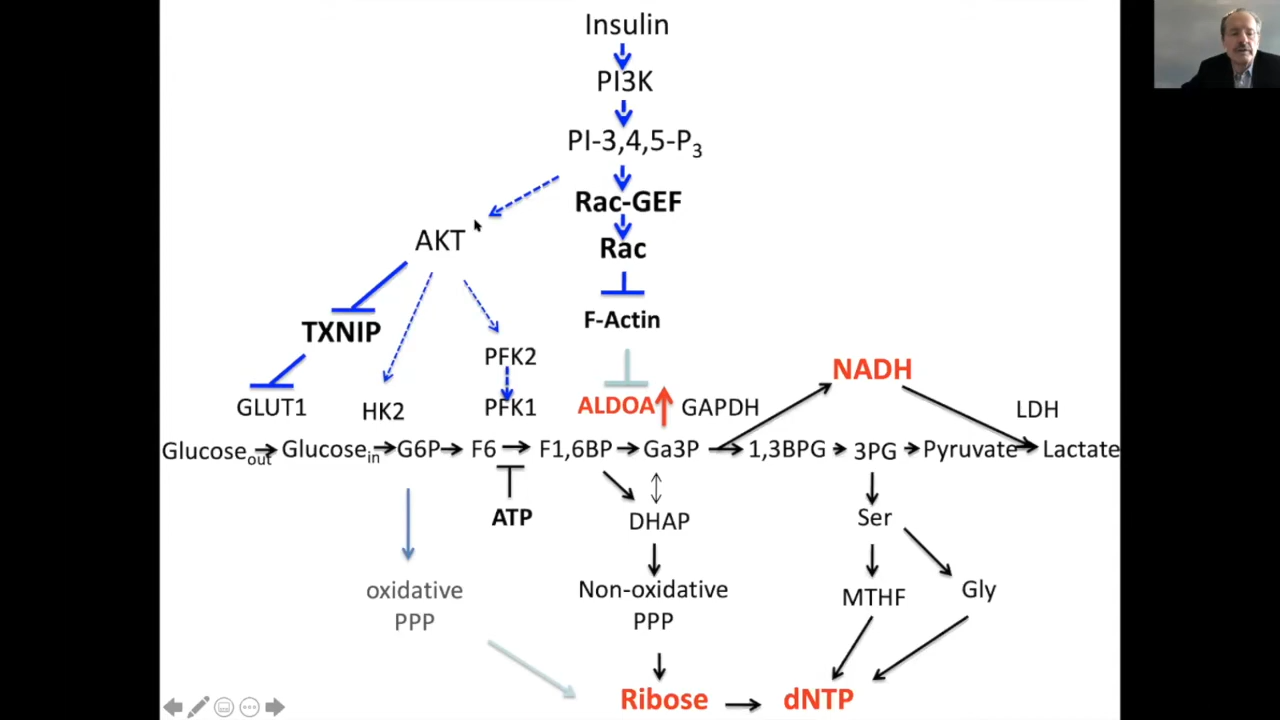 Insulin
PI3K
PI-3,4,5-P₃
Rac-GEF
AKT
Rac
F-Actin
TXNIP
PFK2
NADH
GLUT1 HK2 PFK1 ALDOA GAPDH LDH
Glucoseout Glucosein G6P F6 F1,6BP Ga3P 1,3BPG 3PG Pyruvate Lactate
ATP DHAP Ser
oxidative
PPP
Non-oxidative
PPP
MTHF Gly
Ribose dNTP